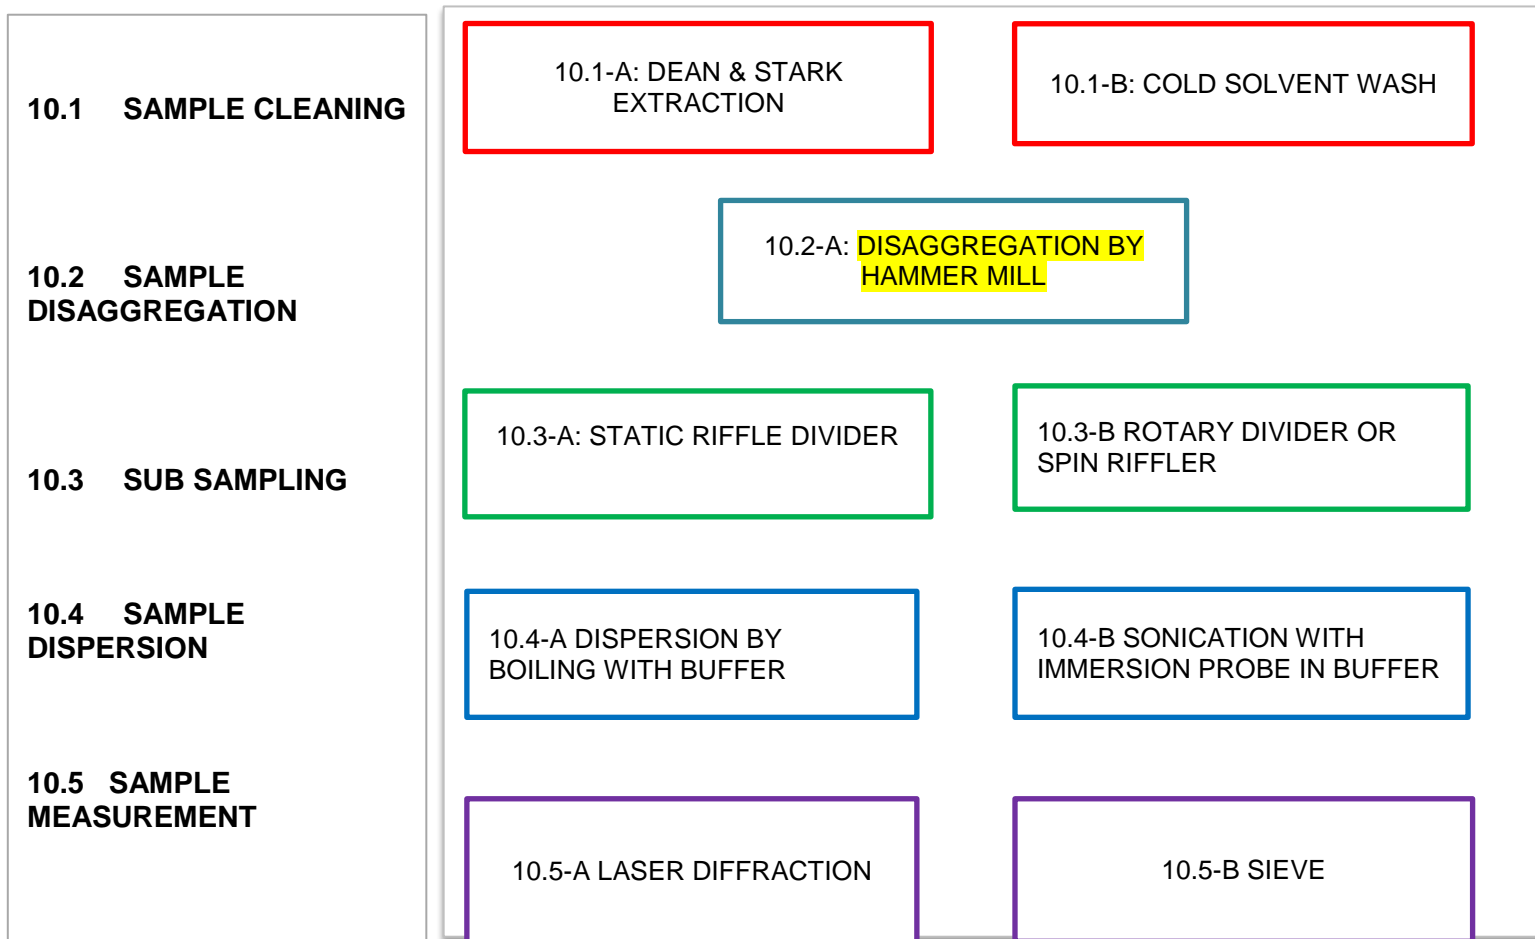 10.1 SAMPLE CLEANING
10.1-A: DEAN & STARK
EXTRACTION
10.1-B: COLD SOLVENT WASH
10.2 SAMPLE
DISAGGREGATION
10.2-A: DISAGGREGATION BY
HAMMER MILL
10.3 SUB SAMPLING
10.3-A: STATIC RIFFLE DIVIDER
10.3-B ROTARY DIVIDER OR
SPIN RIFFLER
10.4 SAMPLE
DISPERSION
10.4-A DISPERSION BY
BOILING WITH BUFFER
10.4-B SONICATION WITH
IMMERSION PROBE IN BUFFER
10.5 SAMPLE
MEASUREMENT
10.5-A LASER DIFFRACTION
10.5-B SIEVE